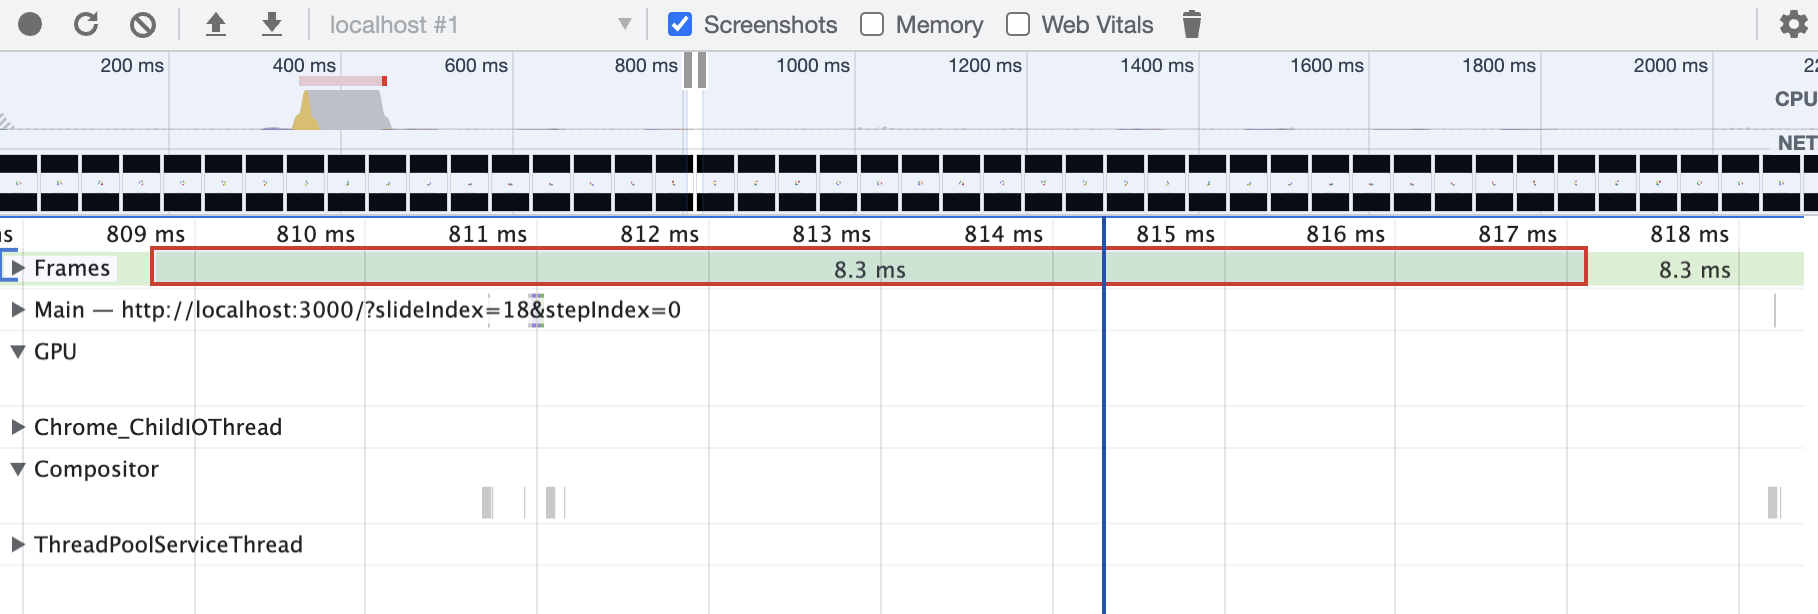 localhost #1 Screenshots Memory Web Vitals
200 ms 400 ms 600 ms 800 ms 1000 ms 1200 ms 1400 ms 1600 ms 1800 ms 2000 ms 22
CPU
NET
ns 809 ms 810 ms 811 ms 812 ms 813 ms 814 ms 815 ms 816 ms 817 ms 818 ms
Frames 8.3 ms 8.3 ms
Main — http://localhost:3000/?slideIndex=18&stepIndex=0
GPU
Chrome_ChildIOThread
Compositor
ThreadPoolServiceThread